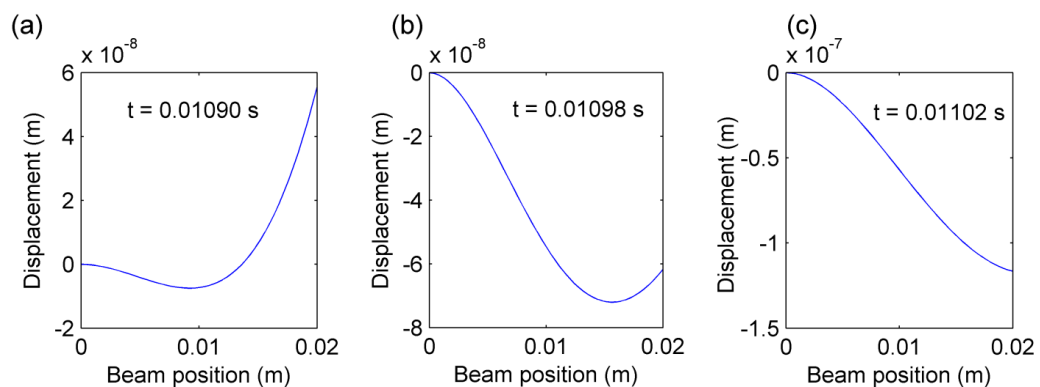 (a)
x 10⁻⁸
6
4
2
0
-2
Displacement (m)
t = 0.01090 s
0
0.01
0.02
Beam position (m)
(b)
x 10⁻⁸
0
-2
-4
-6
-8
Displacement (m)
t = 0.01098 s
0
0.01
0.02
Beam position (m)
(c)
x 10⁻⁷
0
-0.5
-1
-1.5
Displacement (m)
t = 0.01102 s
0
0.01
0.02
Beam position (m)